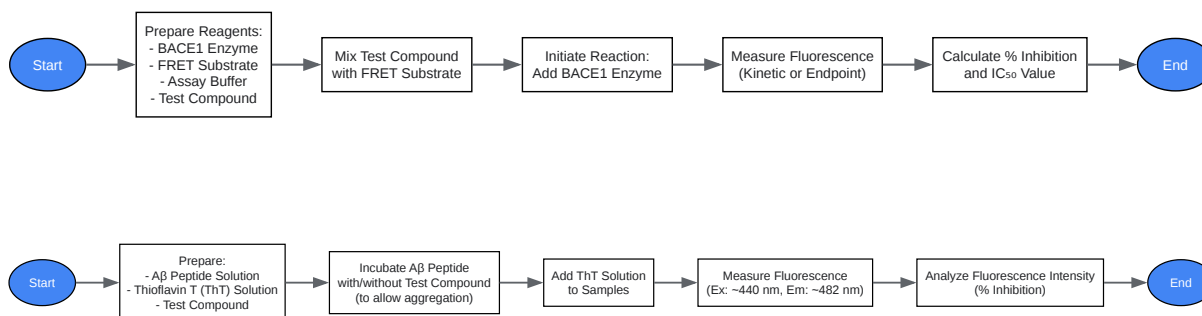 Start
Prepare Reagents:
- BACE1 Enzyme
- FRET Substrate
- Assay Buffer
- Test Compound
Mix Test Compound
with FRET Substrate
Initiate Reaction:
Add BACE1 Enzyme
Measure Fluorescence
(Kinetic or Endpoint)
Calculate % Inhibition
and IC₅₀ Value
End
Start
Prepare:
- Aβ Peptide Solution
- Thioflavin T (ThT) Solution
- Test Compound
Incubate Aβ Peptide
with/without Test Compound
(to allow aggregation)
Add ThT Solution
to Samples
Measure Fluorescence
(Ex: ~440 nm, Em: ~482 nm)
Analyze Fluorescence Intensity
(% Inhibition)
End